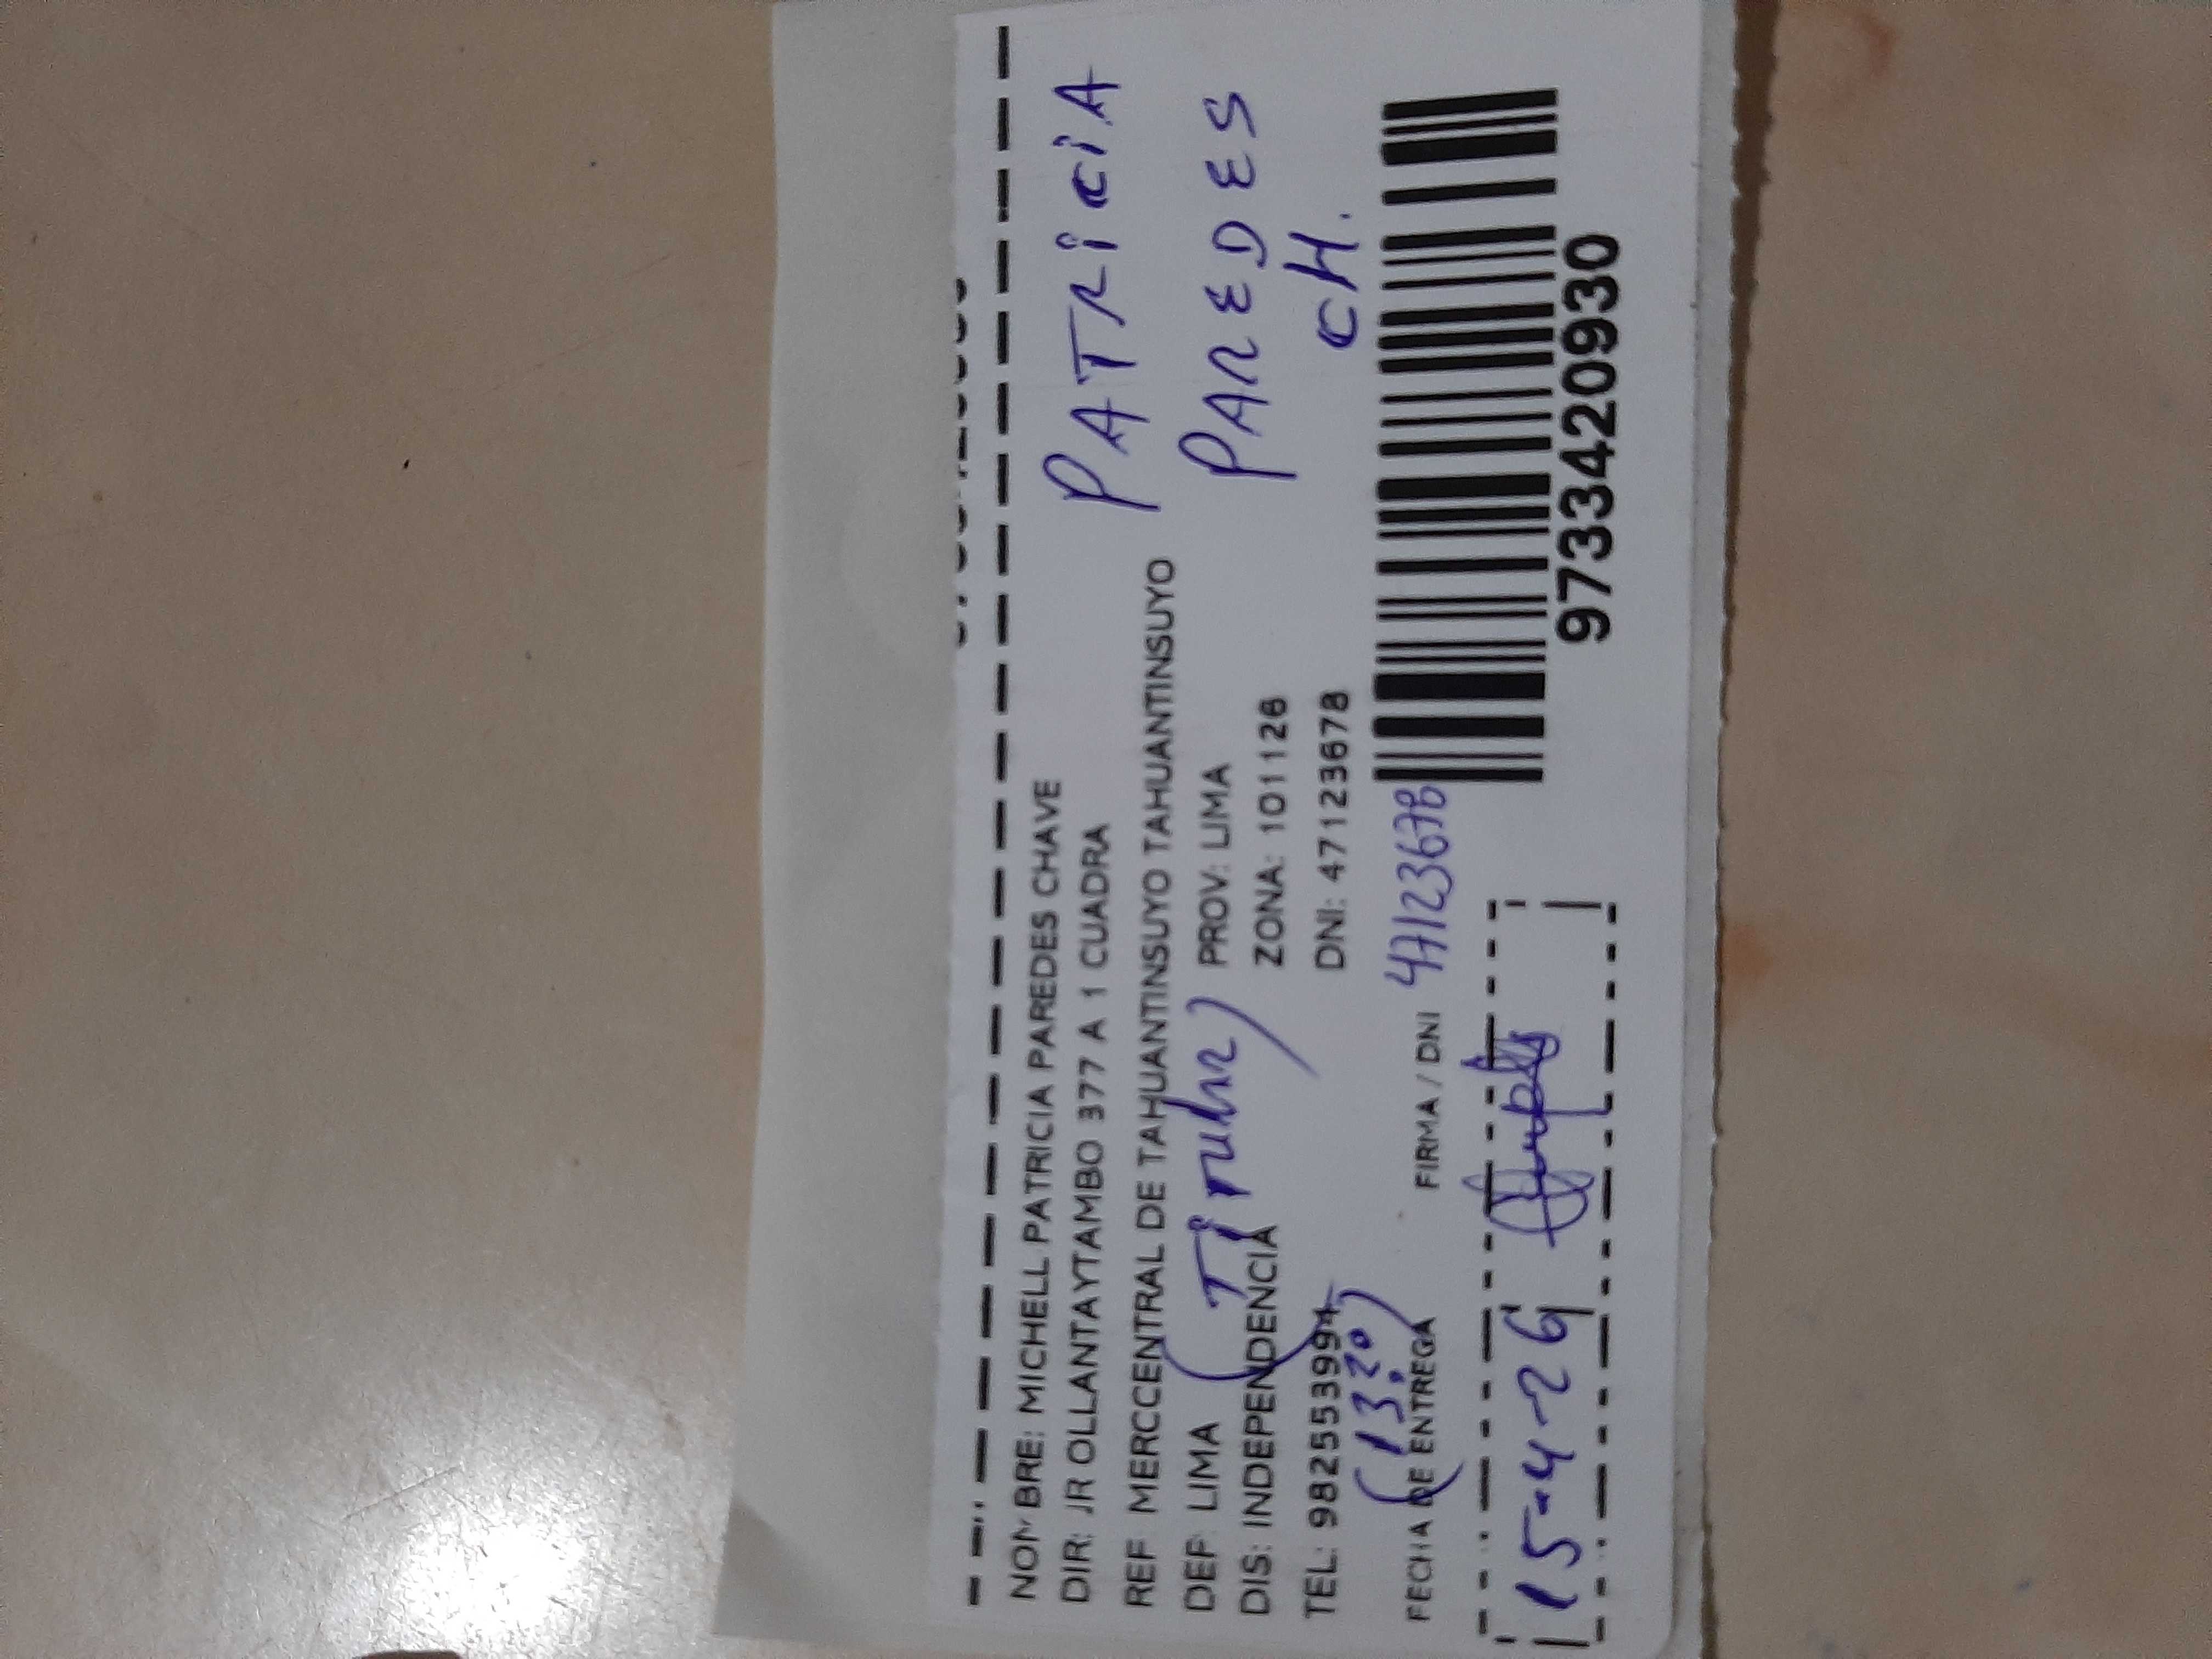 NOMBRE: MICHELL PATRICIA PAREDES CHAVE
DIR: JR OLLANTAYTAMBO 377 A 1 CUADRA
REF MERCCENTRAL DE TAHUANTINSUYO TAHUANTINSUYO
DEP: LIMA
PROV: LIMA
DIS: INDEPENDENCIA
ZONA: 101126
TEL: 982553994
DNI: 47123678
(Titular)
(13:20)
PATRICIA
PAREDES
CH.
FECHA DE ENTREGA
FIRMA / DNI
47123678
15-4-26
9733420930